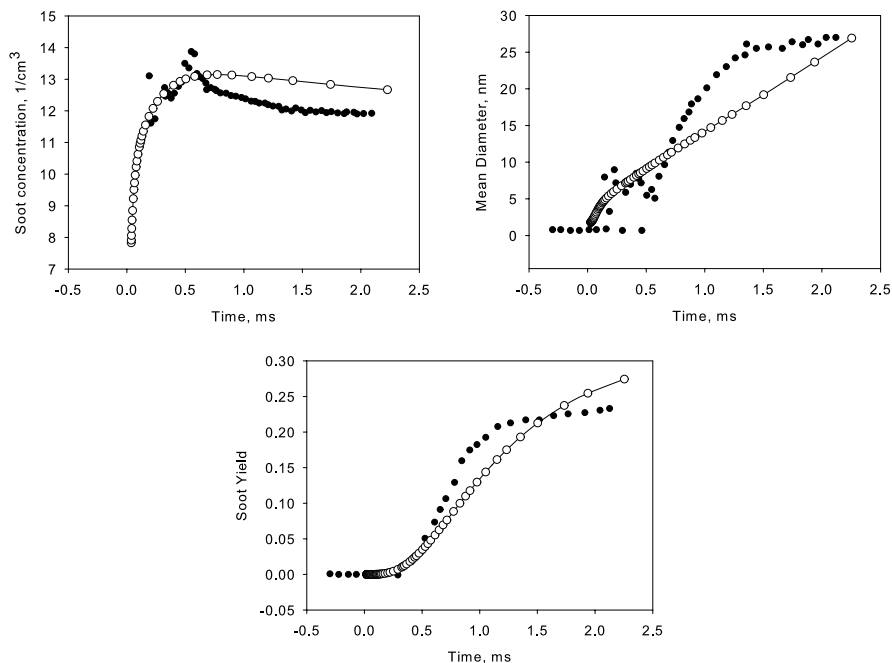 15
14
13
12
11
10
9
8
7
Soot concentration, 1/cm³
-0.5 0.0 0.5 1.0 1.5 2.0 2.5
Time, ms
30
25
20
15
10
5
0
Mean Diameter, nm
-0.5 0.0 0.5 1.0 1.5 2.0 2.5
Time, ms
0.30
0.25
0.20
0.15
0.10
0.05
0.00
-0.05
Soot Yield
-0.5 0.0 0.5 1.0 1.5 2.0 2.5
Time, ms